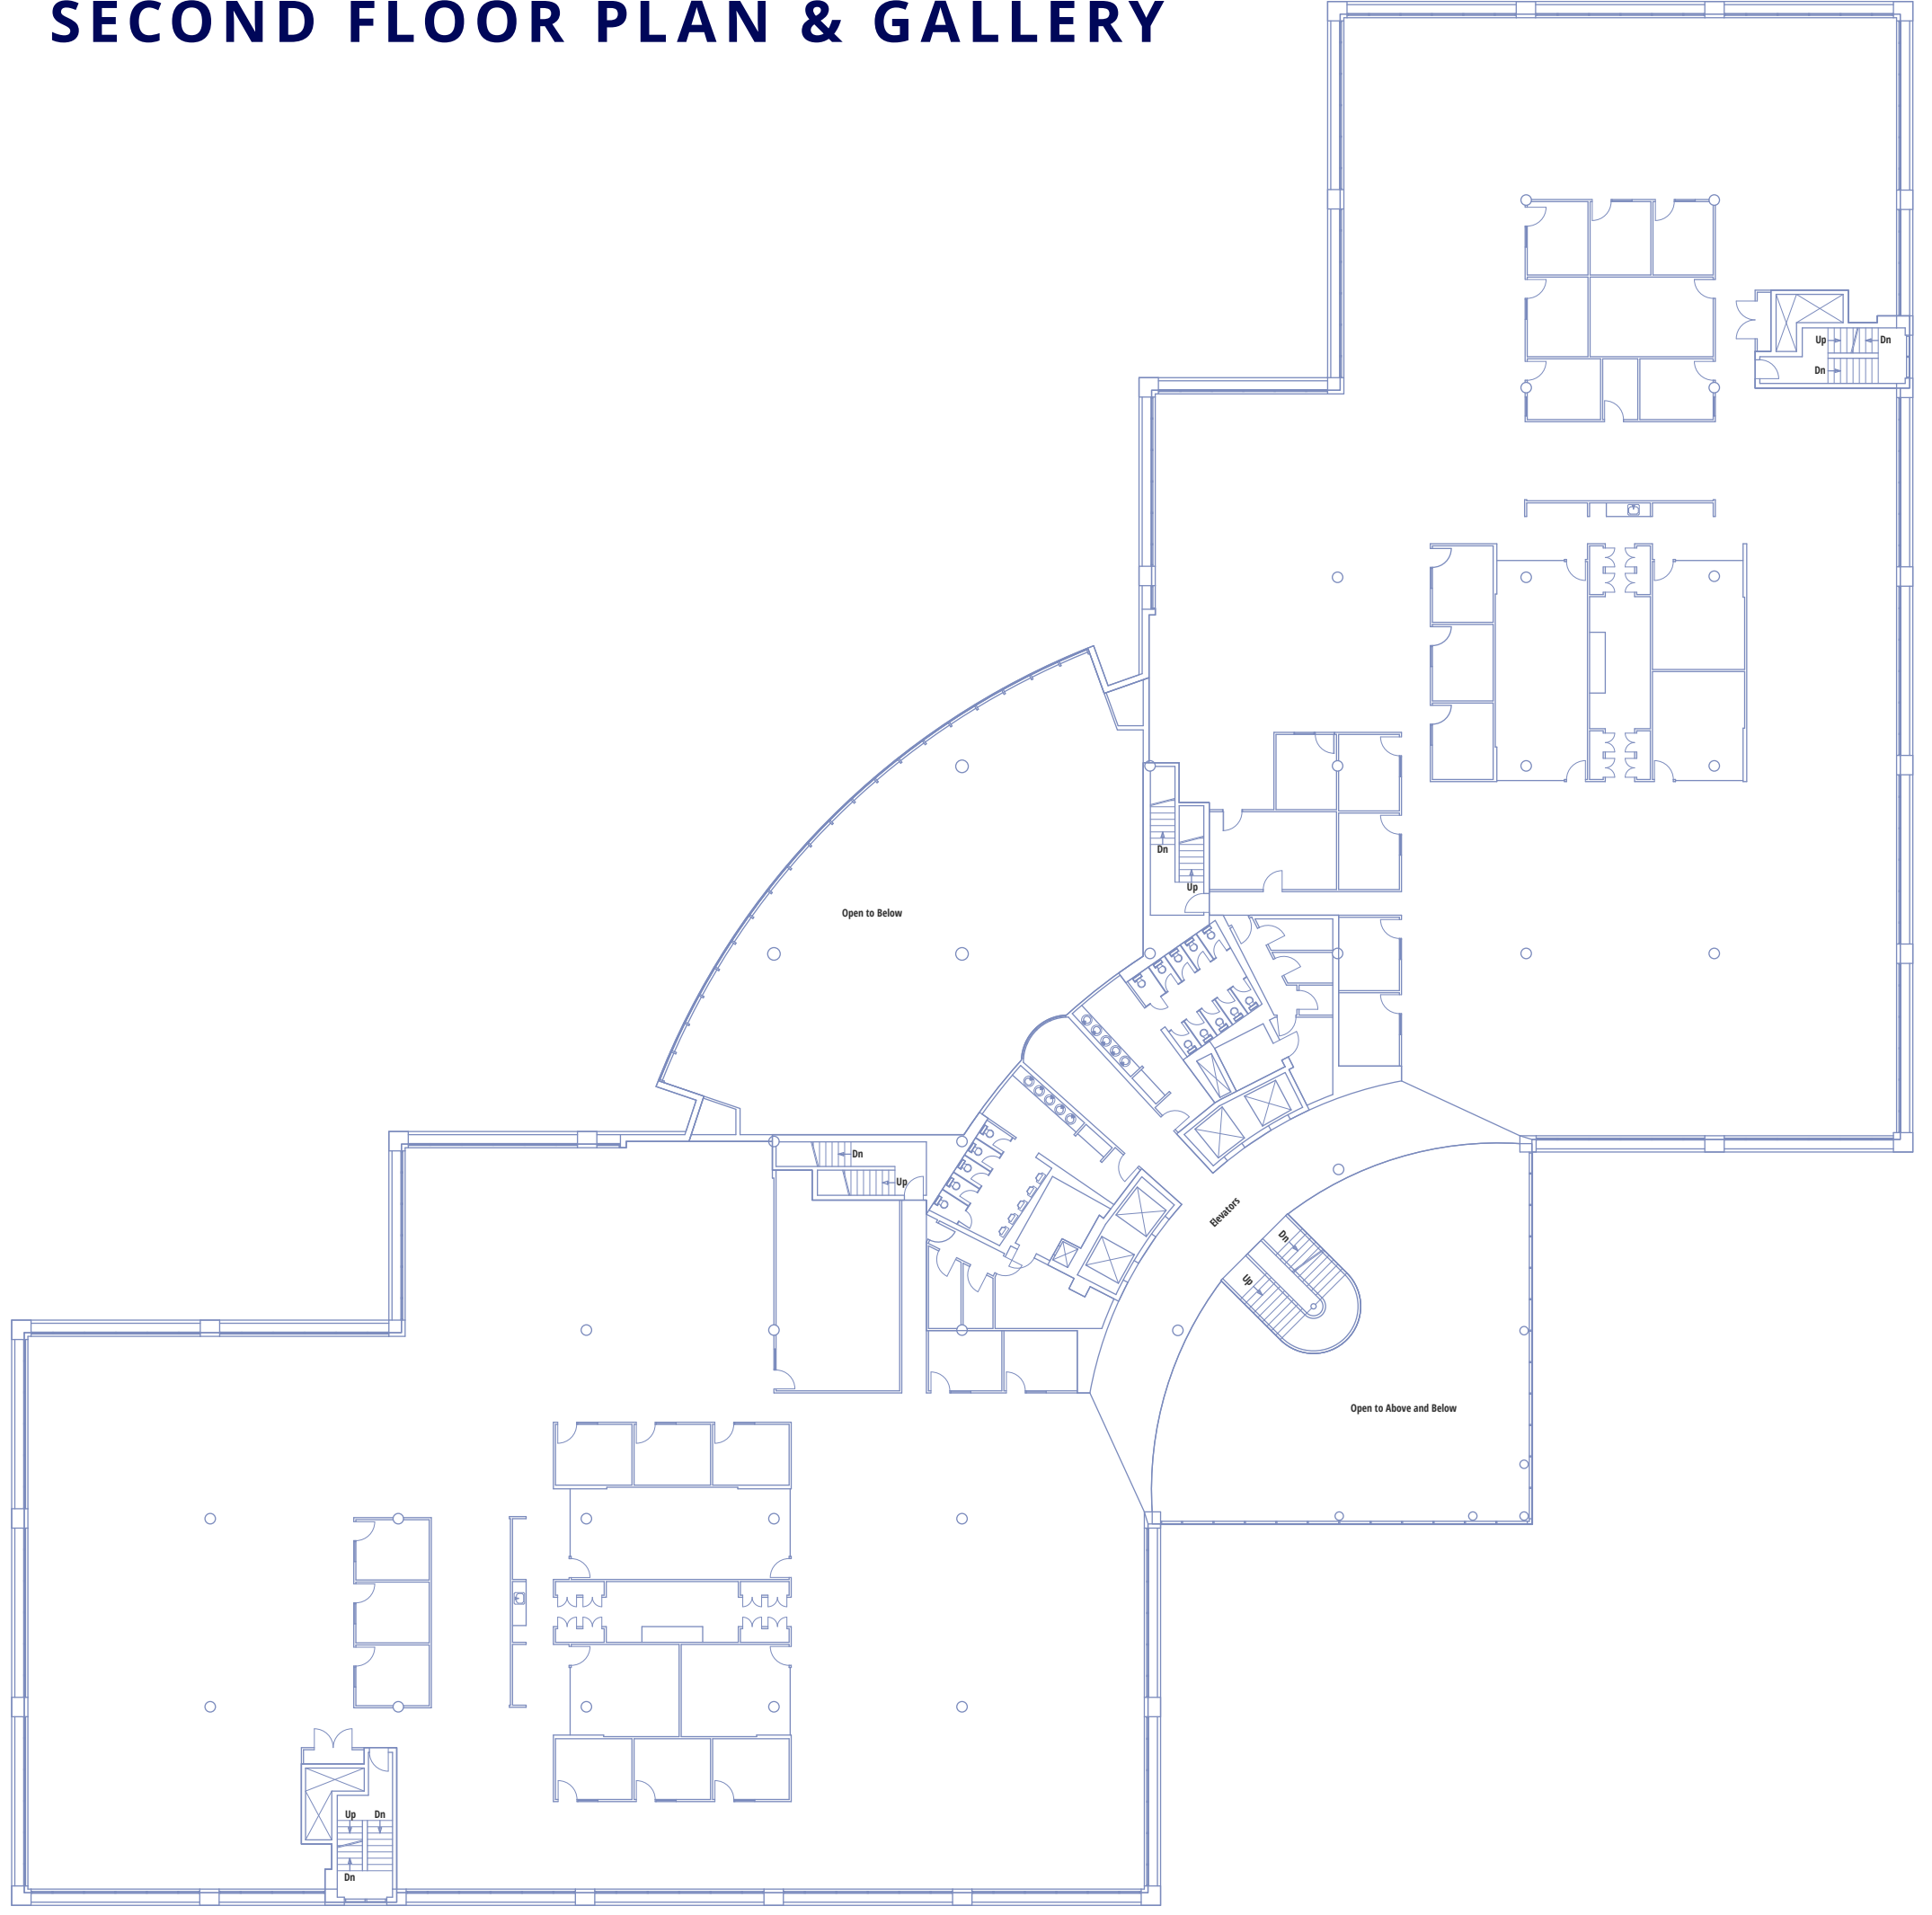 SECOND FLOOR PLAN & GALLERY
Up
Dn
Dn
Dn
Up
Open to Below
Dn
Up
Elevators
Dn
Up
Open to Above and Below
Up
Dn
Dn